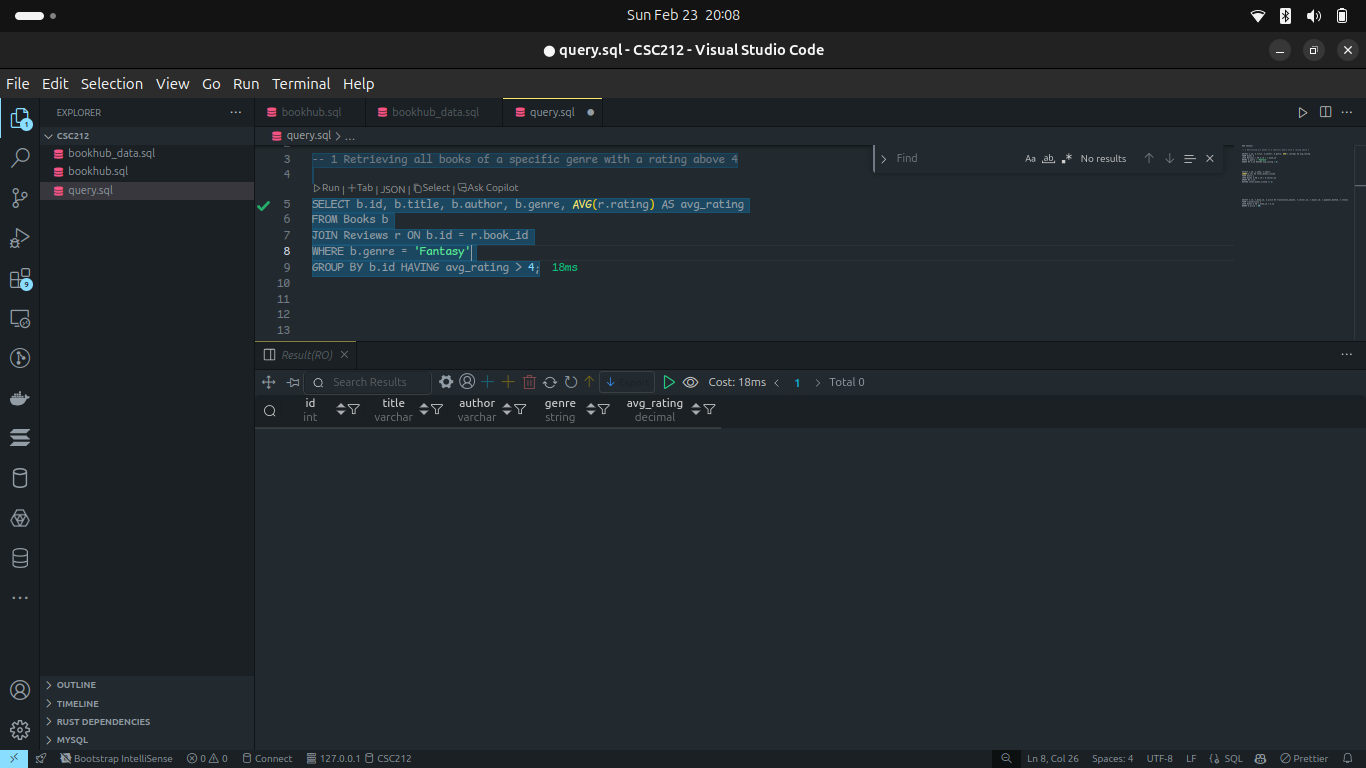 Sun Feb 23 20:08
● query.sql - CSC212 - Visual Studio Code
File Edit Selection View Go Run Terminal Help
EXPLORER
bookhub.sql bookhub_data.sql query.sql
CSC212
query.sql > ...
bookhub_data.sql
bookhub.sql
query.sql
1
9
Find
Aa ab, .* No results
3 -- 1 Retrieving all books of a specific genre with a rating above 4
4
Run | +Tab | JSON | Select | Ask Copilot
5 SELECT b.id, b.title, b.author, b.genre, AVG(r.rating) AS avg_rating
6 FROM Books b
7 JOIN Reviews r ON b.id = r.book_id
8 WHERE b.genre = 'Fantasy'
9 GROUP BY b.id HAVING avg_rating > 4; 18ms
10
11
12
13
Result(RO)
Search Results
Cost: 18ms < 1 > Total 0
id title author genre avg_rating
int varchar varchar string decimal
OUTLINE
TIMELINE
RUST DEPENDENCIES
MYSQL
Bootstrap IntelliSense 0 0 Connect 127.0.0.1 CSC212 Ln 8, Col 26 Spaces: 4 UTF-8 LF SQL Prettier